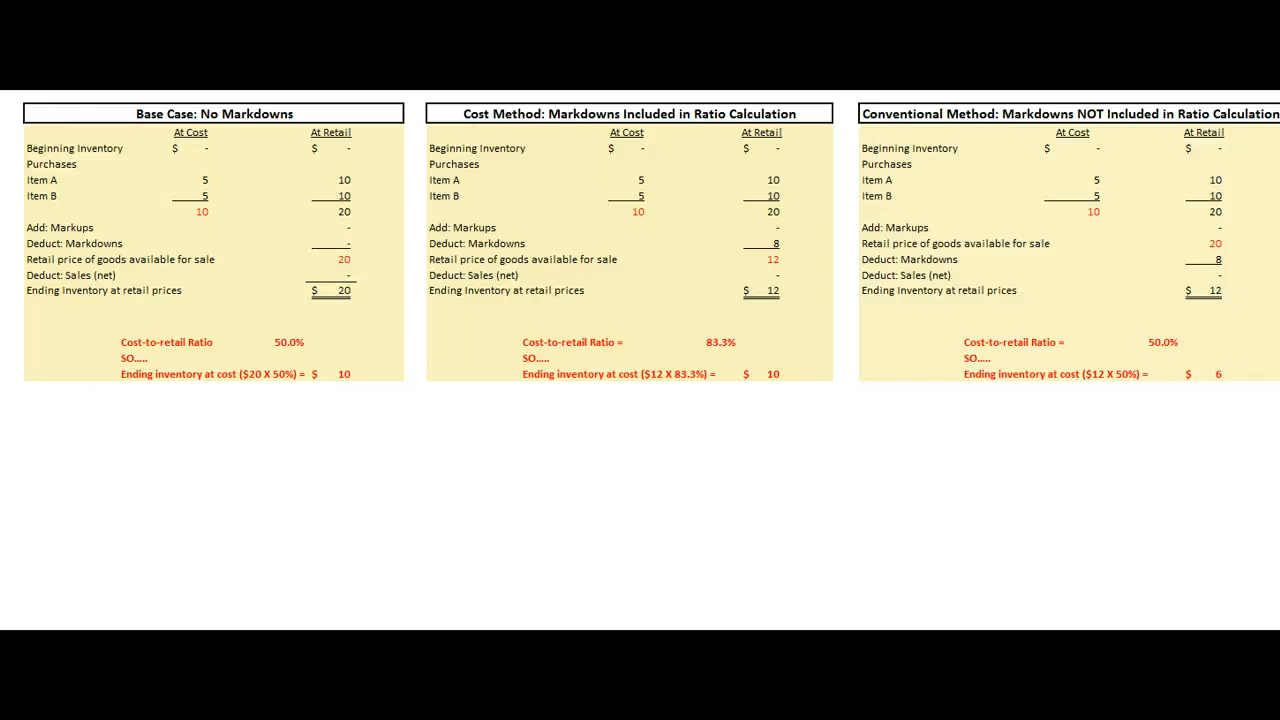 Base Case: No Markdowns
At Cost At Retail
Beginning Inventory $ - $ -
Purchases
Item A 5 10
Item B 5 10
10 20
Add: Markups -
Deduct: Markdowns -
Retail price of goods available for sale 20
Deduct: Sales (net) -
Ending Inventory at retail prices $ 20
Cost-to-retail Ratio 50.0%
SO.....
Ending inventory at cost ($20 X 50%) = $ 10
Cost Method: Markdowns Included in Ratio Calculation
At Cost At Retail
Beginning Inventory $ - $ -
Purchases
Item A 5 10
Item B 5 10
10 20
Add: Markups -
Deduct: Markdowns 8
Retail price of goods available for sale 12
Deduct: Sales (net) -
Ending Inventory at retail prices $ 12
Cost-to-retail Ratio = 83.3%
SO.....
Ending inventory at cost ($12 X 83.3%) = $ 10
Conventional Method: Markdowns NOT Included in Ratio Calculation
At Cost At Retail
Beginning Inventory $ - $ -
Purchases
Item A 5 10
Item B 5 10
10 20
Add: Markups -
Retail price of goods available for sale 20
Deduct: Markdowns 8
Deduct: Sales (net) -
Ending Inventory at retail prices $ 12
Cost-to-retail Ratio = 50.0%
SO.....
Ending inventory at cost ($12 X 50%) = $ 6